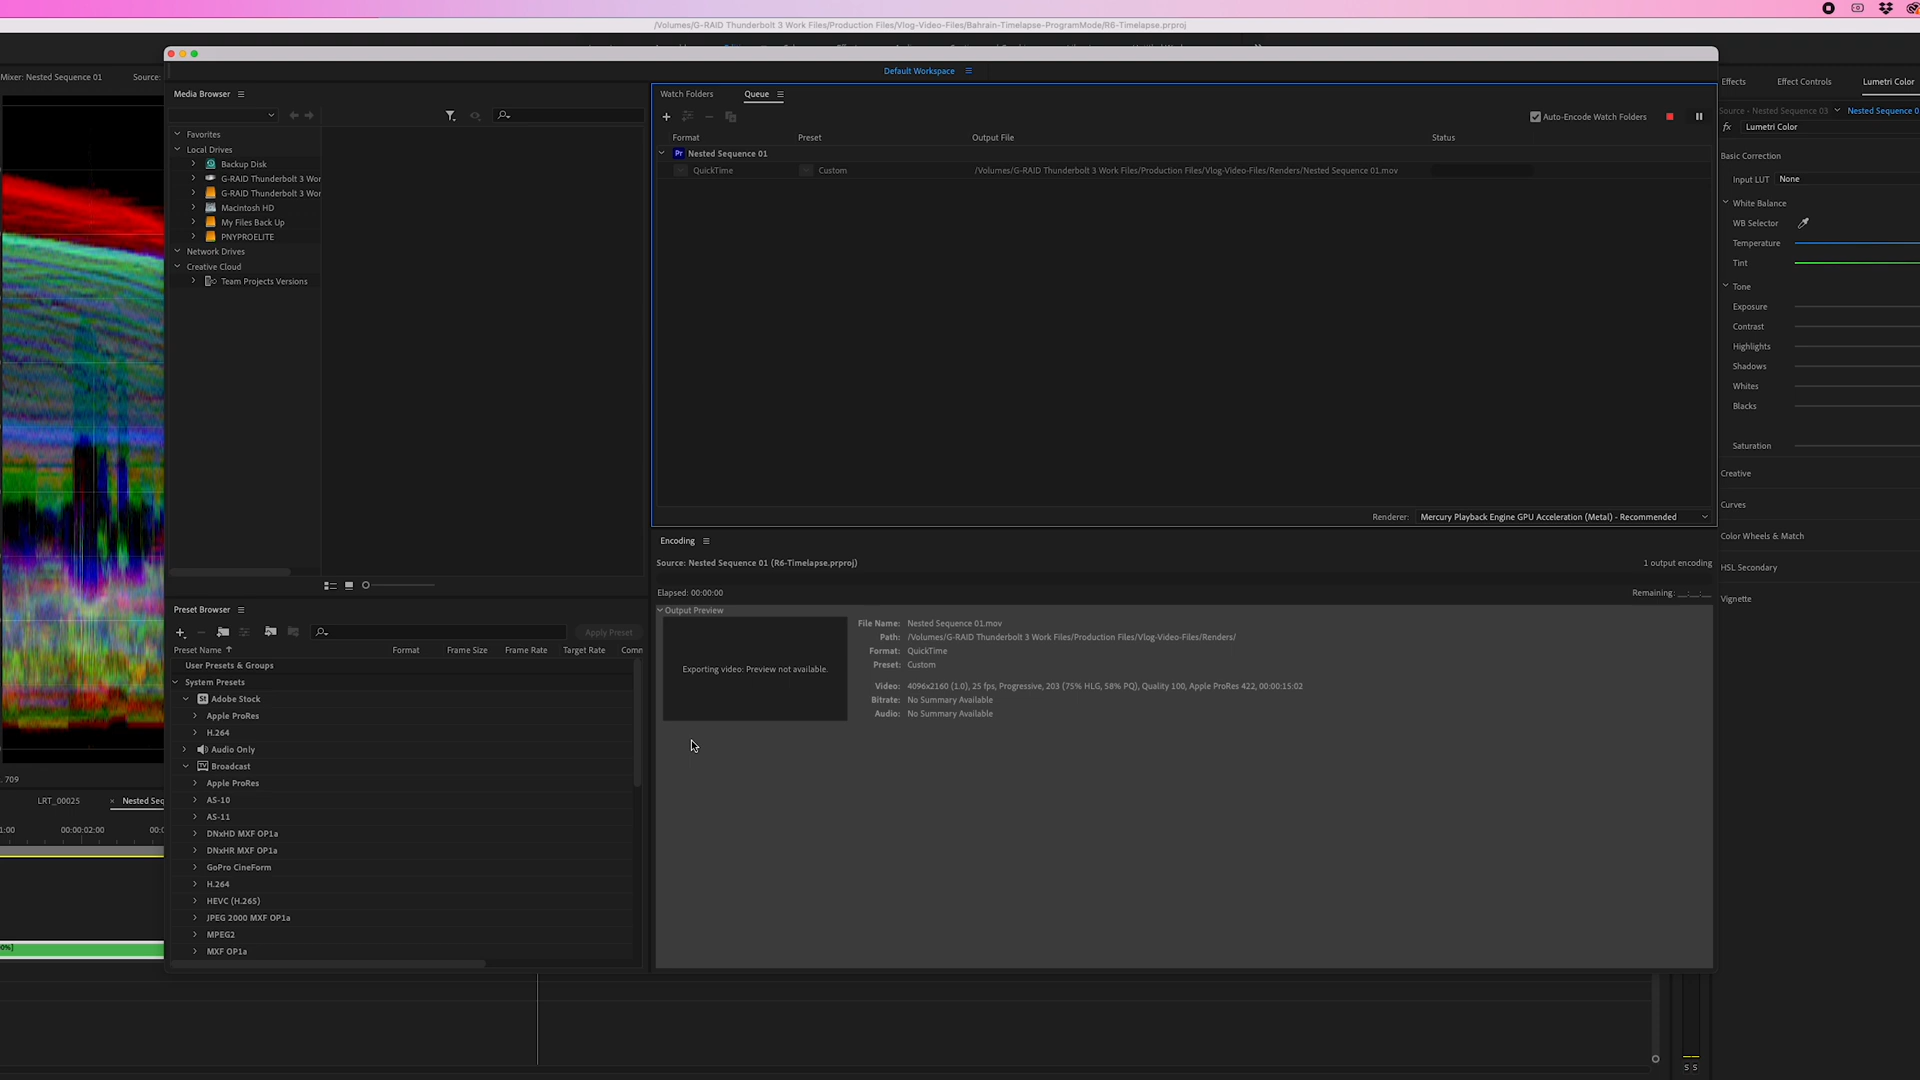 /Volumes/G-RAID Thunderbolt 3 Work Files/Production Files/Vlog-Video-Files/Bahrain-Timelapse-ProgramMode/R6-Timelapse.prproj
Default Workspace
Mixer: Nested Sequence 01
Source:
Media Browser
Favorites
Local Drives
Backup Disk
G-RAID Thunderbolt 3 Wor
G-RAID Thunderbolt 3 Wor
Macintosh HD
My Files Back Up
PNYPROELITE
Network Drives
Creative Cloud
Team Projects Versions
Watch Folders
Queue
Auto-Encode Watch Folders
Format Preset Output File Status
Pr Nested Sequence 01
QuickTime Custom /Volumes/G-RAID Thunderbolt 3 Work Files/Production Files/Vlog-Video-Files/Renders/Nested Sequence 01.mov
Renderer: Mercury Playback Engine GPU Acceleration (Metal) - Recommended
Encoding
Source: Nested Sequence 01 (R6-Timelapse.prproj)
1 output encoding
Elapsed: 00:00:00
Remaining: __:__:__
Output Preview
Exporting video: Preview not available.
File Name: Nested Sequence 01.mov
Path: /Volumes/G-RAID Thunderbolt 3 Work Files/Production Files/Vlog-Video-Files/Renders/
Format: QuickTime
Preset: Custom
Video: 4096x2160 (1.0), 25 fps, Progressive, 203 (75% HLG, 58% PQ), Quality 100, Apple ProRes 422, 00:00:15:02
Bitrate: No Summary Available
Audio: No Summary Available
Preset Browser
Apply Preset
Preset Name Format Frame Size Frame Rate Target Rate Comm
User Presets & Groups
System Presets
St Adobe Stock
Apple ProRes
H.264
Audio Only
TV Broadcast
Apple ProRes
AS-10
AS-11
DNxHD MXF OP1a
DNxHR MXF OP1a
GoPro CineForm
H.264
HEVC (H.265)
JPEG 2000 MXF OP1a
MPEG2
MXF OP1a
Effects
Effect Controls
Lumetri Color
Source - Nested Sequence 03
Nested Sequence 0
fx Lumetri Color
Basic Correction
Input LUT None
White Balance
WB Selector
Temperature
Tint
Tone
Exposure
Contrast
Highlights
Shadows
Whites
Blacks
Saturation
Creative
Curves
Color Wheels & Match
HSL Secondary
Vignette
. 709
LRT_00025
× Nested Seq
1:00 00:00:02:00 00:0
S S